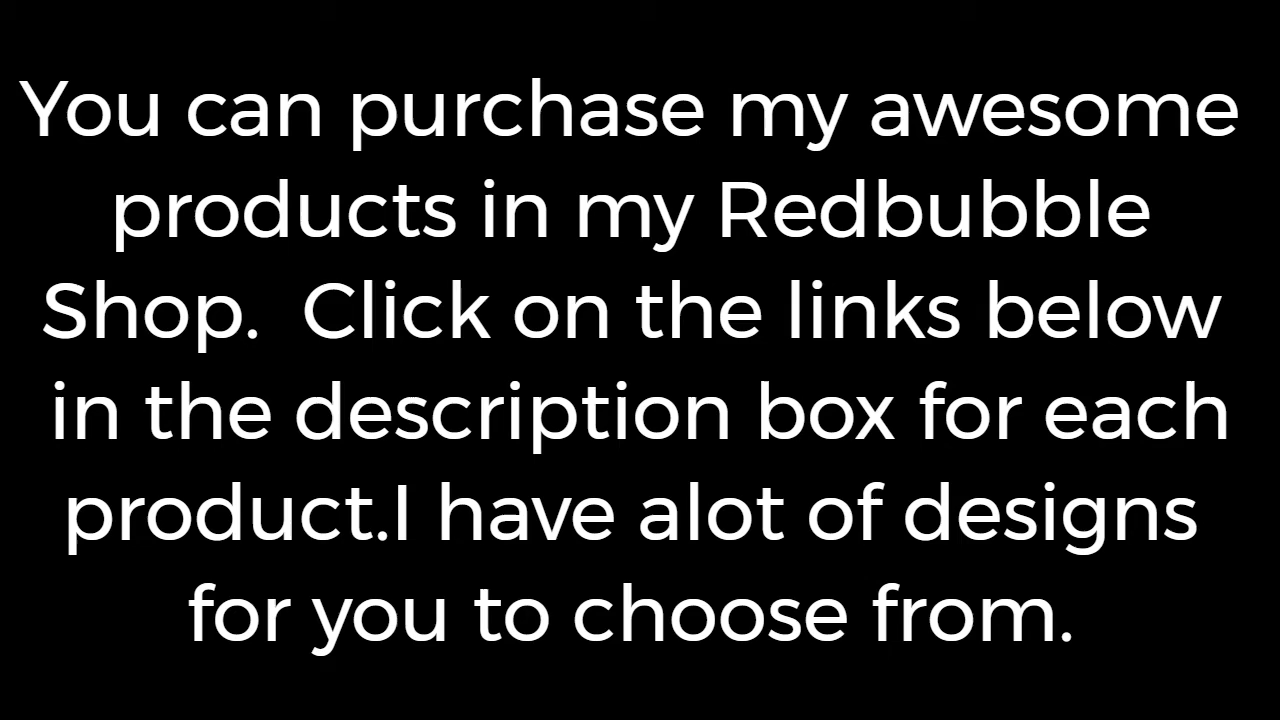 You can purchase my awesome
products in my Redbubble
Shop.  Click on the links below
in the description box for each
product.I have alot of designs
for you to choose from.